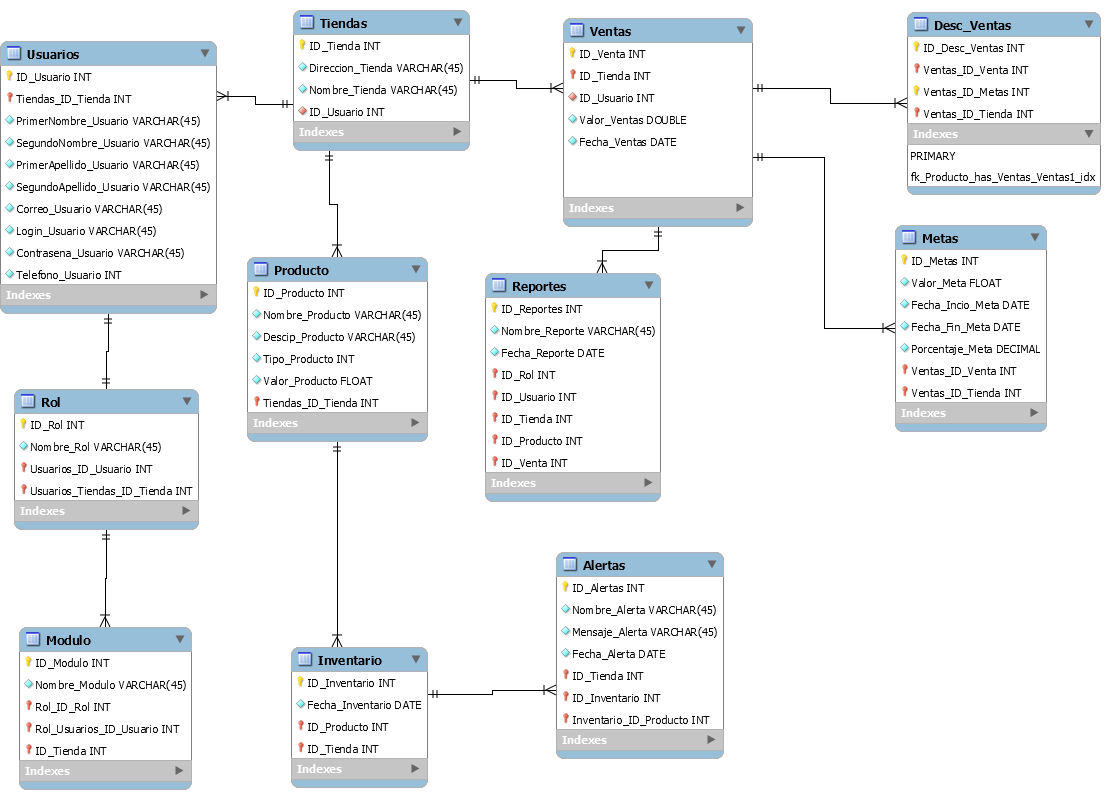 Usuarios
ID_Usuario INT
Tiendas_ID_Tienda INT
PrimerNombre_Usuario VARCHAR(45)
SegundoNombre_Usuario VARCHAR(45)
PrimerApellido_Usuario VARCHAR(45)
SegundoApellido_Usuario VARCHAR(45)
Correo_Usuario VARCHAR(45)
Login_Usuario VARCHAR(45)
Contrasena_Usuario VARCHAR(45)
Telefono_Usuario INT
Indexes
Tiendas
ID_Tienda INT
Direccion_Tienda VARCHAR(45)
Nombre_Tienda VARCHAR(45)
ID_Usuario INT
Indexes
Ventas
ID_Venta INT
ID_Tienda INT
ID_Usuario INT
Valor_Ventas DOUBLE
Fecha_Ventas DATE
Indexes
Desc_Ventas
ID_Desc_Ventas INT
Ventas_ID_Venta INT
Ventas_ID_Metas INT
Ventas_ID_Tienda INT
Indexes
PRIMARY
fk_Producto_has_Ventas_Ventas1_idx
Metas
ID_Metas INT
Valor_Meta FLOAT
Fecha_Incio_Meta DATE
Fecha_Fin_Meta DATE
Porcentaje_Meta DECIMAL
Ventas_ID_Venta INT
Ventas_ID_Tienda INT
Indexes
Producto
ID_Producto INT
Nombre_Producto VARCHAR(45)
Descip_Producto VARCHAR(45)
Tipo_Producto INT
Valor_Producto FLOAT
Tiendas_ID_Tienda INT
Indexes
Reportes
ID_Reportes INT
Nombre_Reporte VARCHAR(45)
Fecha_Reporte DATE
ID_Rol INT
ID_Usuario INT
ID_Tienda INT
ID_Producto INT
ID_Venta INT
Indexes
Rol
ID_Rol INT
Nombre_Rol VARCHAR(45)
Usuarios_ID_Usuario INT
Usuarios_Tiendas_ID_Tienda INT
Indexes
Modulo
ID_Modulo INT
Nombre_Modulo VARCHAR(45)
Rol_ID_Rol INT
Rol_Usuarios_ID_Usuario INT
ID_Tienda INT
Indexes
Inventario
ID_Inventario INT
Fecha_Inventario DATE
ID_Producto INT
ID_Tienda INT
Indexes
Alertas
ID_Alertas INT
Nombre_Alerta VARCHAR(45)
Mensaje_Alerta VARCHAR(45)
Fecha_Alerta DATE
ID_Tienda INT
ID_Inventario INT
Inventario_ID_Producto INT
Indexes